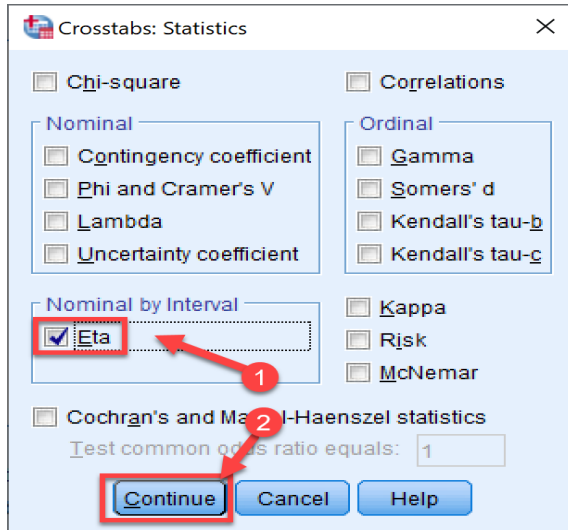 Crosstabs: Statistics
Chi-square
Correlations
Nominal
Contingency coefficient
Phi and Cramer's V
Lambda
Uncertainty coefficient
Ordinal
Gamma
Somers' d
Kendall's tau-b
Kendall's tau-c
Nominal by Interval
Eta
1
Kappa
Risk
McNemar
Cochran's and Ma 2 l-Haenszel statistics
Test common odds ratio equals: 1
Continue Cancel Help